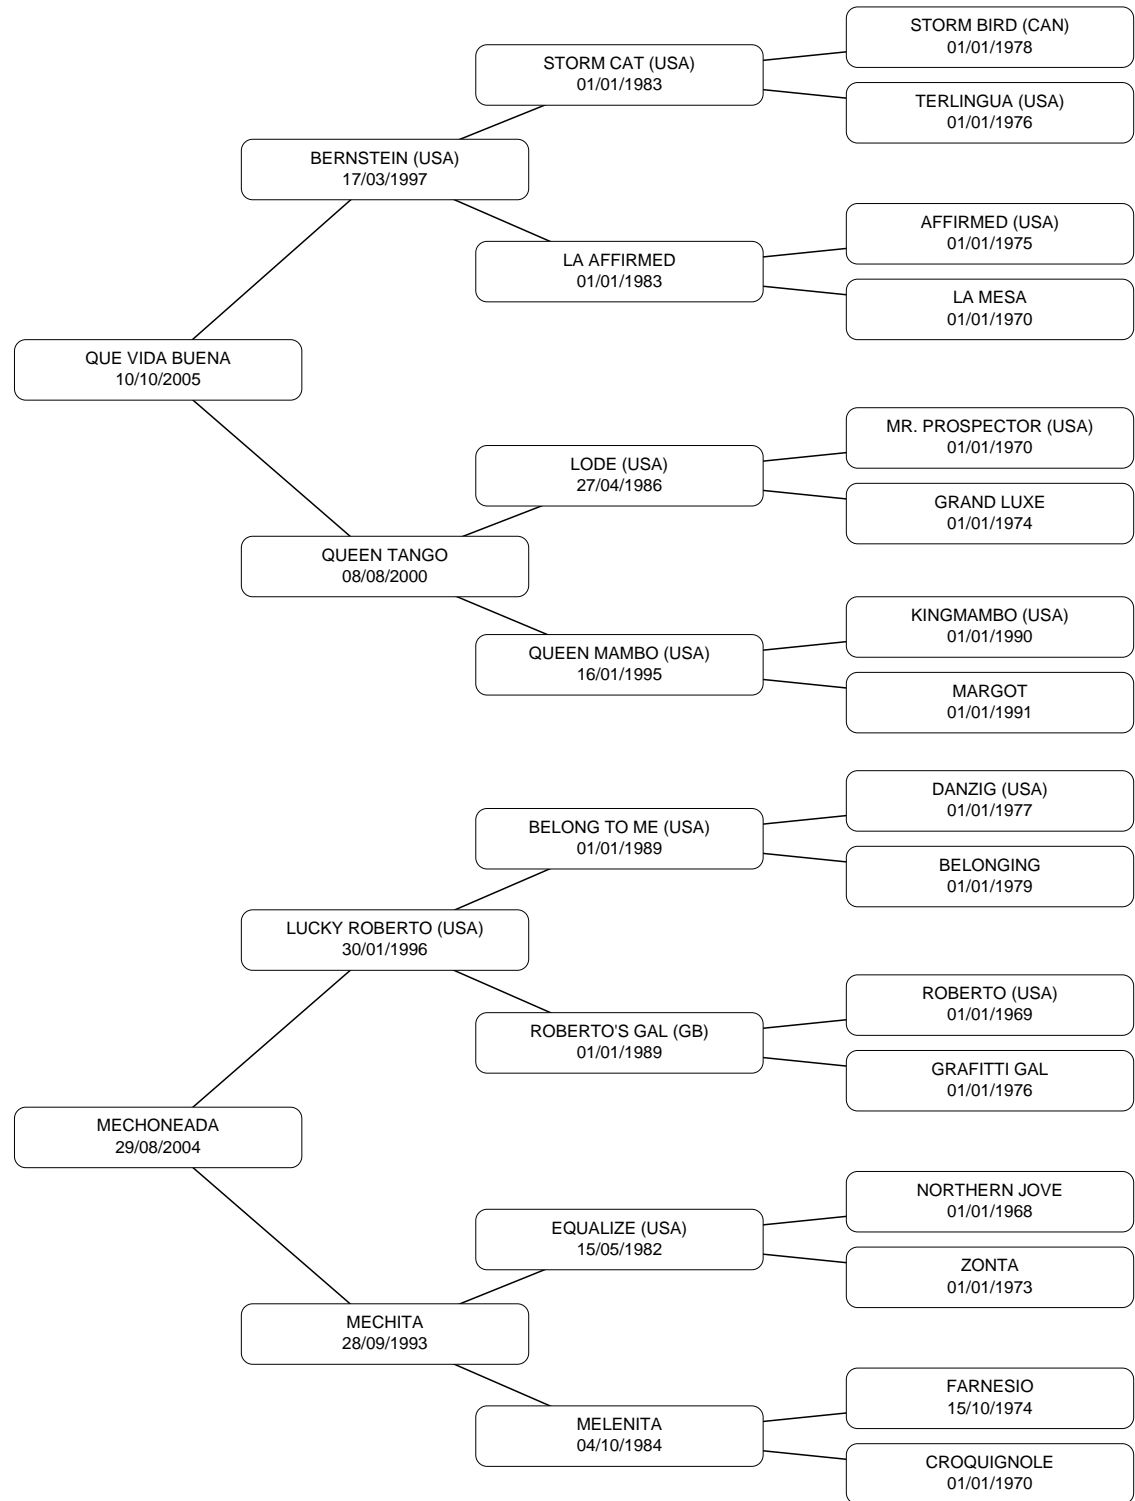 STORM BIRD (CAN)
01/01/1978
STORM CAT (USA)
01/01/1983
TERLINGUA (USA)
01/01/1976
BERNSTEIN (USA)
17/03/1997
AFFIRMED (USA)
01/01/1975
LA AFFIRMED
01/01/1983
LA MESA
01/01/1970
QUE VIDA BUENA
10/10/2005
MR. PROSPECTOR (USA)
01/01/1970
LODE (USA)
27/04/1986
GRAND LUXE
01/01/1974
QUEEN TANGO
08/08/2000
KINGMAMBO (USA)
01/01/1990
QUEEN MAMBO (USA)
16/01/1995
MARGOT
01/01/1991
DANZIG (USA)
01/01/1977
BELONG TO ME (USA)
01/01/1989
BELONGING
01/01/1979
LUCKY ROBERTO (USA)
30/01/1996
ROBERTO (USA)
01/01/1969
ROBERTO'S GAL (GB)
01/01/1989
GRAFITTI GAL
01/01/1976
MECHONEADA
29/08/2004
NORTHERN JOVE
01/01/1968
EQUALIZE (USA)
15/05/1982
ZONTA
01/01/1973
MECHITA
28/09/1993
FARNESIO
15/10/1974
MELENITA
04/10/1984
CROQUIGNOLE
01/01/1970